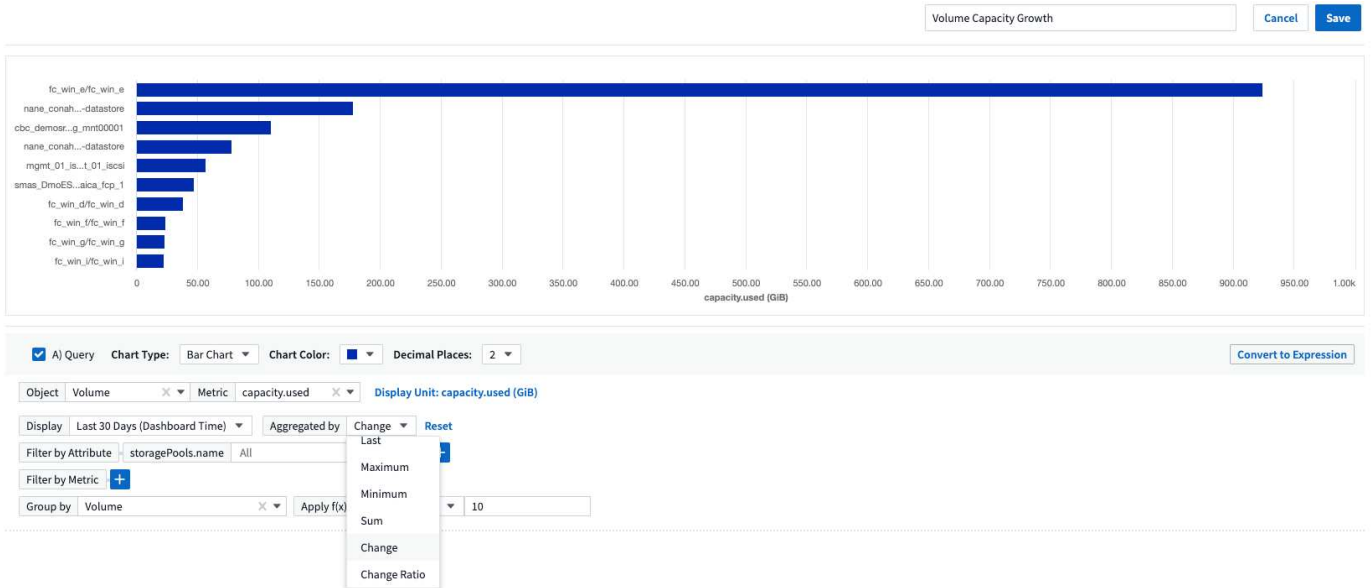 Volume Capacity Growth Cancel Save
fc_win_e/fc_win_e
nane_conah...-datastore
cbc_demosr...g_mnt00001
nane_conah...-datastore
mgmt_01_is...t_01_iscsi
smas_DmoES...aica_fcp_1
fc_win_d/fc_win_d
fc_win_f/fc_win_f
fc_win_g/fc_win_g
fc_win_i/fc_win_i
0 50.00 100.00 150.00 200.00 250.00 300.00 350.00 400.00 450.00 500.00 550.00 600.00 650.00 700.00 750.00 800.00 850.00 900.00 950.00 1.00k
capacity.used (GiB)
A) Query Chart Type: Bar Chart Chart Color: Decimal Places: 2 Convert to Expression
Object Volume Metric capacity.used Display Unit: capacity.used (GiB)
Display Last 30 Days (Dashboard Time) Aggregated by Change Reset
Last
Filter by Attribute storagePools.name All
Maximum
Filter by Metric +
Minimum
Group by Volume Apply f(x) 10
Sum
Change
Change Ratio